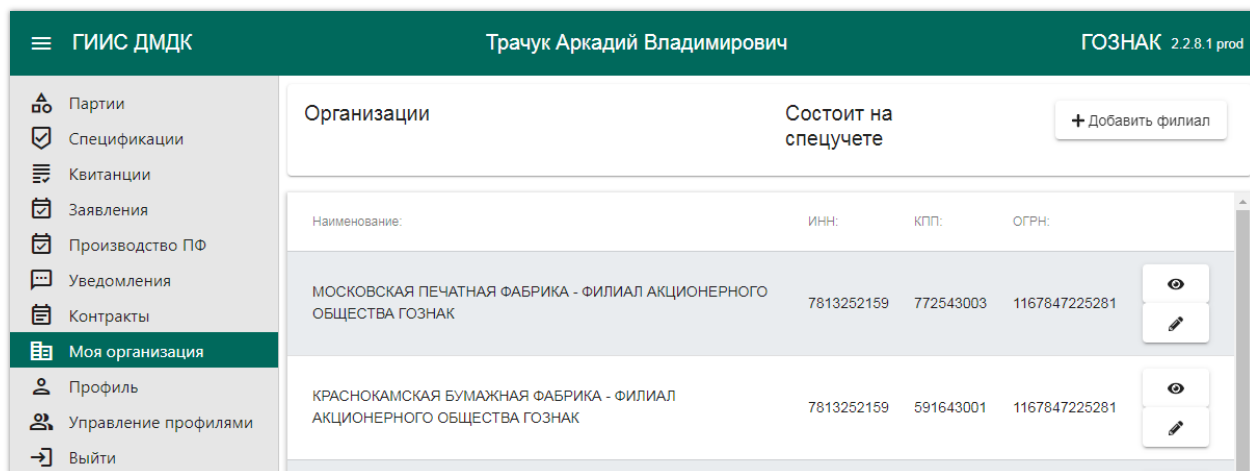 ГИИС ДМДК
Трачук Аркадий Владимирович
ГОЗНАК 2.2.8.1 prod
Партии
Спецификации
Квитанции
Заявления
Производство ПФ
Уведомления
Контракты
Моя организация
Профиль
Управление профилями
Выйти
Организации
Состоит на
спецучете
+ Добавить филиал
Наименование: ИНН: КПП: ОГРН:
МОСКОВСКАЯ ПЕЧАТНАЯ ФАБРИКА - ФИЛИАЛ АКЦИОНЕРНОГО
ОБЩЕСТВА ГОЗНАК
7813252159 772543003 1167847225281
КРАСНОКАМСКАЯ БУМАЖНАЯ ФАБРИКА - ФИЛИАЛ
АКЦИОНЕРНОГО ОБЩЕСТВА ГОЗНАК
7813252159 591643001 1167847225281